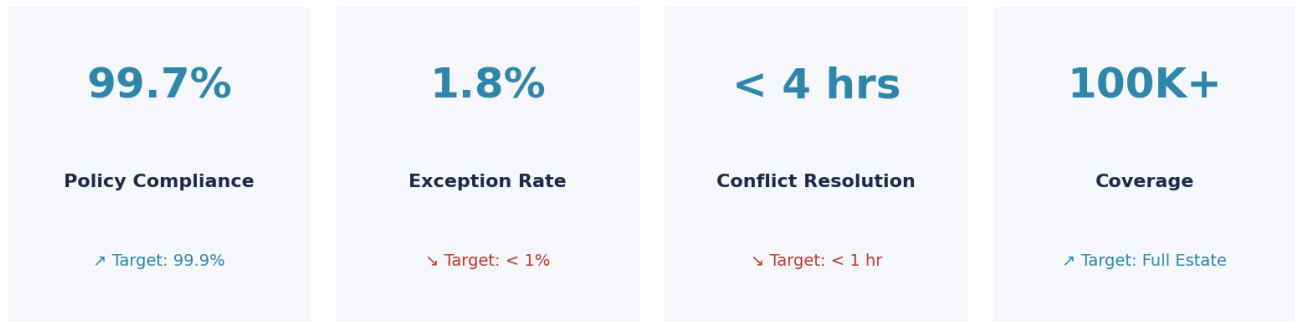 99.7%
Policy Compliance
↗ Target: 99.9%
1.8%
Exception Rate
↘ Target: < 1%
< 4 hrs
Conflict Resolution
↘ Target: < 1 hr
100K+
Coverage
↗ Target: Full Estate